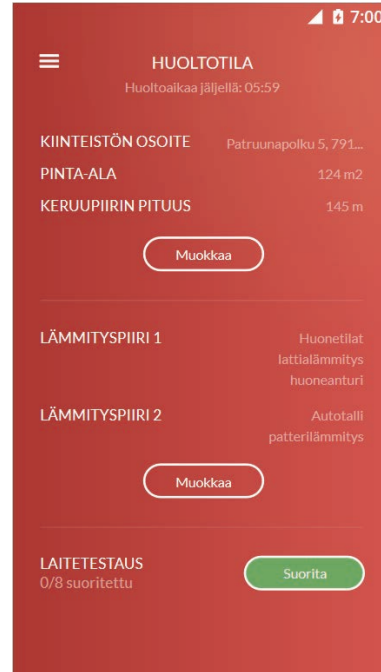 7:00
HUOLTOTILA
Huoltoaikaa jäljellä: 05:59
KIINTEISTÖN OSOITE Patruunapolku 5, 791...
PINTA-ALA 124 m2
KERUUPIIRIN PITUUS 145 m
Muokkaa
LÄMMITYSPIIRI 1 Huonetilat
lattialämmitys
huoneanturi
LÄMMITYSPIIRI 2 Autotalli
patterilämmitys
Muokkaa
LAITETESTAUS
0/8 suoritettu
Suorita